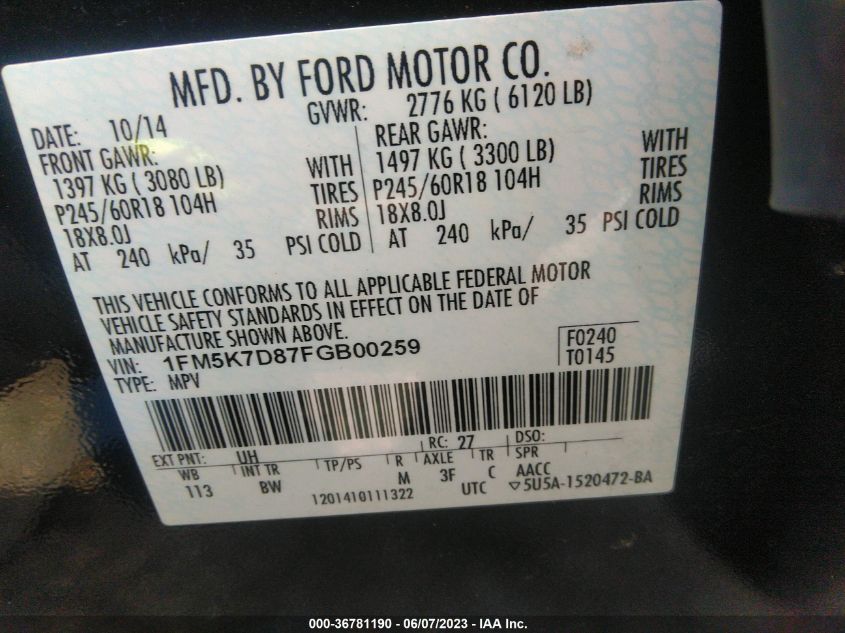 MFD. BY FORD MOTOR CO.
DATE: 10/14 GVWR: 2776 KG ( 6120 LB)
FRONT GAWR: REAR GAWR:
1397 KG ( 3080 LB) WITH 1497 KG ( 3300 LB) WITH
P245/60R18 104H TIRES P245/60R18 104H TIRES
18X8.0J RIMS 18X8.0J RIMS
AT 240 kPa/ 35 PSI COLD AT 240 kPa/ 35 PSI COLD
THIS VEHICLE CONFORMS TO ALL APPLICABLE FEDERAL MOTOR
VEHICLE SAFETY STANDARDS IN EFFECT ON THE DATE OF
MANUFACTURE SHOWN ABOVE.
VIN: 1FM5K7D87FGB00259 F0240
TYPE: MPV T0145
EXT PNT: UH RC: 27 DSO:
WB INT TR TP/PS R AXLE TR SPR
113 BW M 3F C AACC
1201410111322 UTC ▽5U5A-1520472-BA
000-36781190 - 06/07/2023 - IAA Inc.